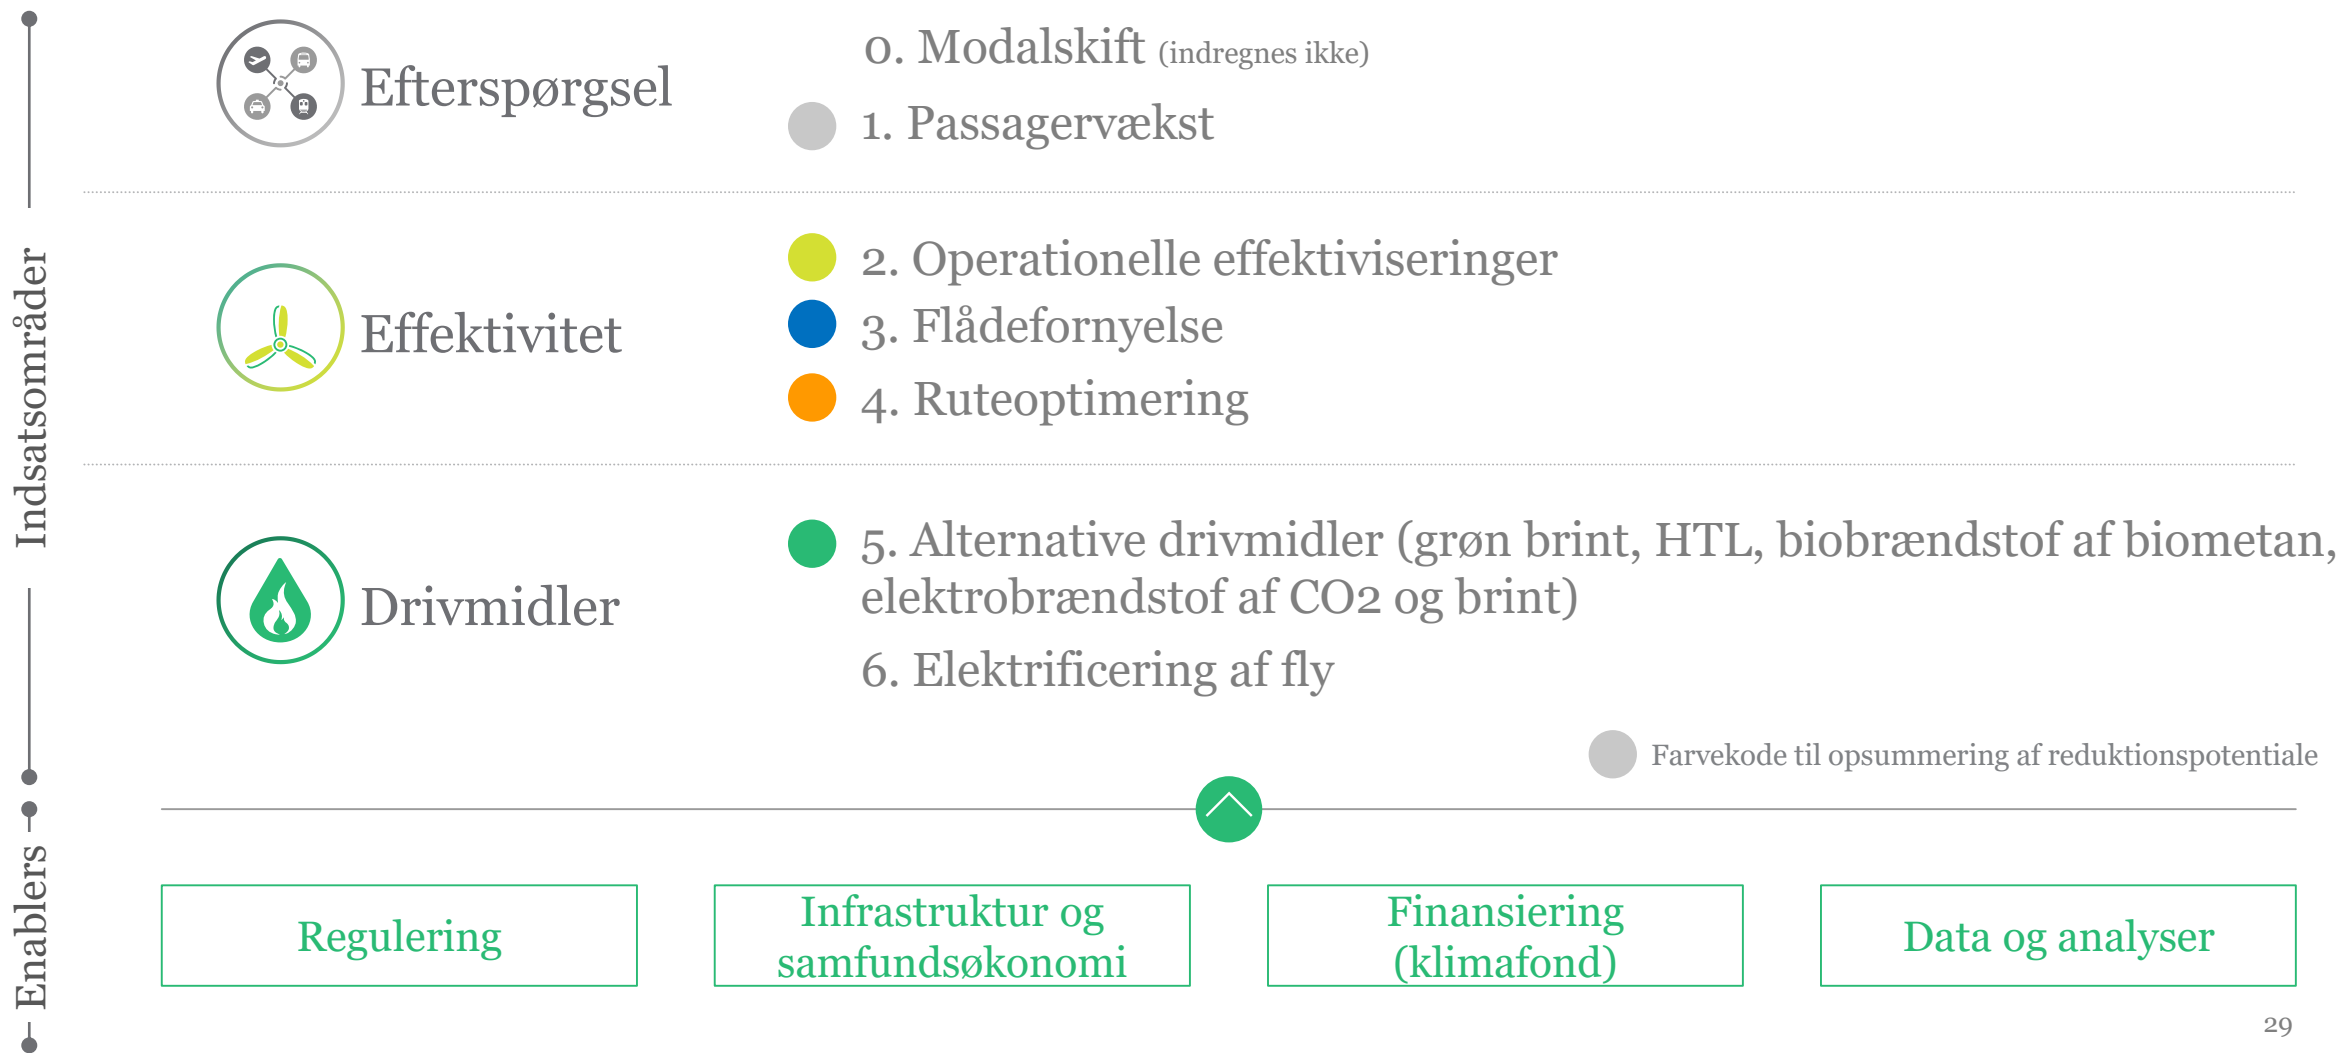 Indsatsområder
Efterspørgsel
0. Modalskift (indregnes ikke)
1. Passagervækst
Effektivitet
2. Operationelle effektiviseringer
3. Flådefornyelse
4. Ruteoptimering
Drivmidler
5. Alternative drivmidler (grøn brint, HTL, biobrændstof af biometan,
elektrobrændstof af CO2 og brint)
6. Elektrificering af fly
Farvekode til opsummering af reduktionspotentiale
Enablers
Regulering
Infrastruktur og
samfundsøkonomi
Finansiering
(klimafond)
Data og analyser
29